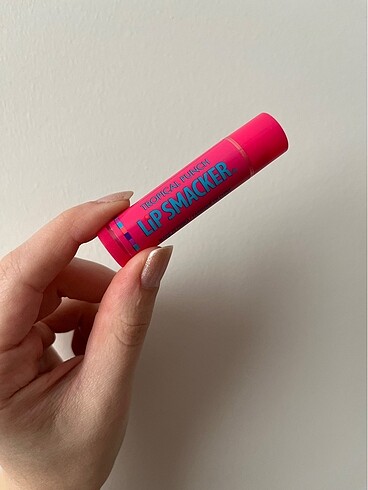 TROPICAL PUNCH
LiP SMACKER